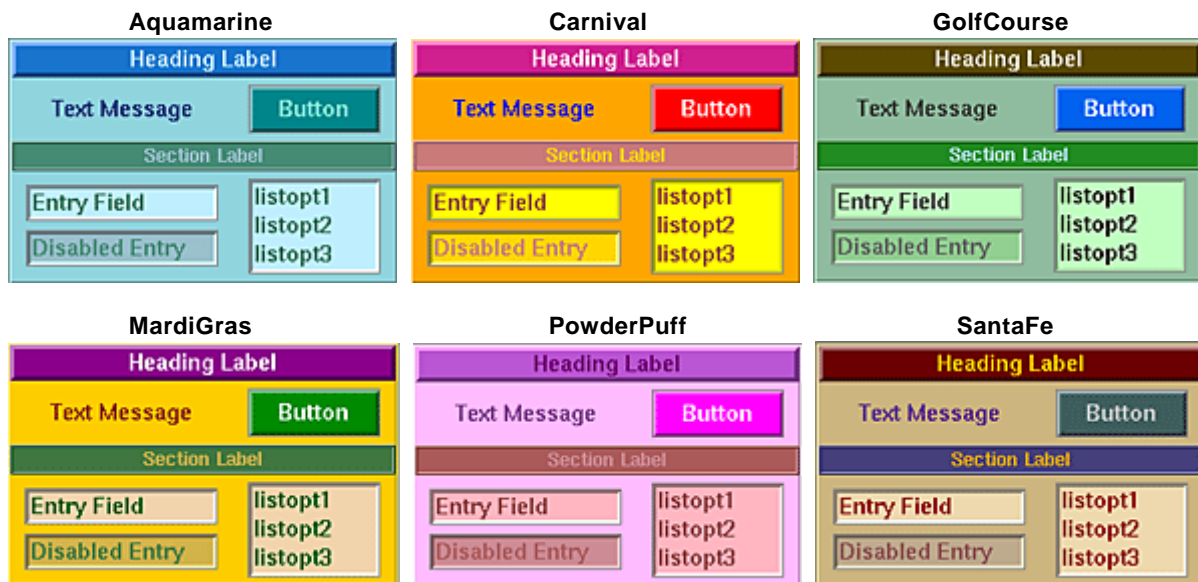 Aquamarine
Heading Label
Text Message
Button
Section Label
Entry Field
Disabled Entry
listopt1
listopt2
listopt3
Carnival
Heading Label
Text Message
Button
Section Label
Entry Field
Disabled Entry
listopt1
listopt2
listopt3
GolfCourse
Heading Label
Text Message
Button
Section Label
Entry Field
Disabled Entry
listopt1
listopt2
listopt3
MardiGras
Heading Label
Text Message
Button
Section Label
Entry Field
Disabled Entry
listopt1
listopt2
listopt3
PowderPuff
Heading Label
Text Message
Button
Section Label
Entry Field
Disabled Entry
listopt1
listopt2
listopt3
SantaFe
Heading Label
Text Message
Button
Section Label
Entry Field
Disabled Entry
listopt1
listopt2
listopt3